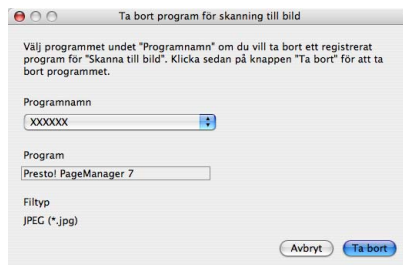 Ta bort program för skanning till bild
Välj programmet undet "Programnamn" om du vill ta bort ett registrerat
program för "Skanna till bild". Klicka sedan på knappen "Ta bort" för att ta
bort programmet.
Programnamn
XXXXXX
Program
Presto! PageManager 7
Filtyp
JPEG (*.jpg)
Avbryt Ta bort